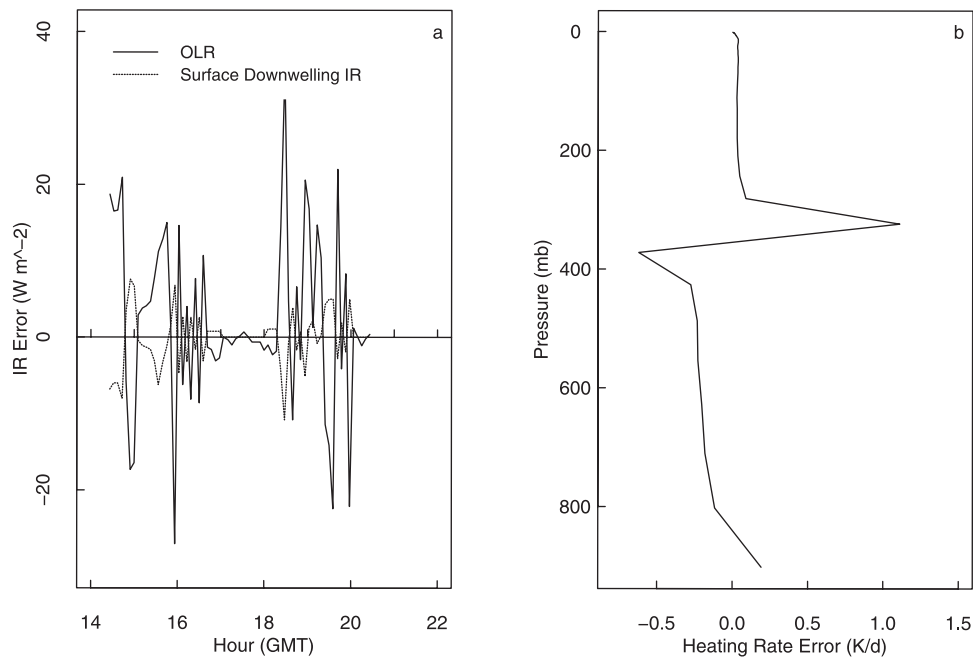 a
OLR
Surface Downwelling IR
IR Error (W m^−2)
40
20
0
−20
14 16 18 20 22
Hour (GMT)
b
Pressure (mb)
0
200
400
600
800
−0.5 0.0 0.5 1.0 1.5
Heating Rate Error (K/d)